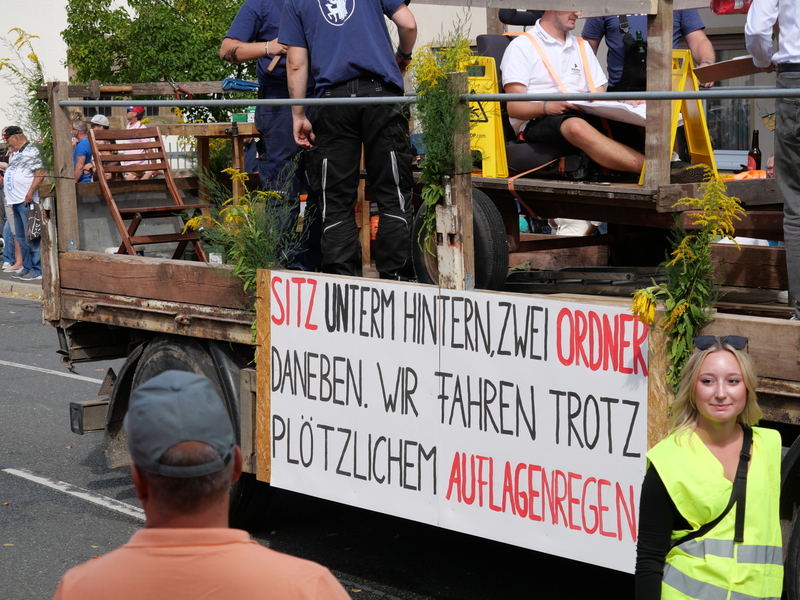 SITZ UNTERM HINTERN, ZWEI ORDNER
DANEBEN. WIR FAHREN TROTZ
PLÖTZLICHEM AUFLAGENREGEN